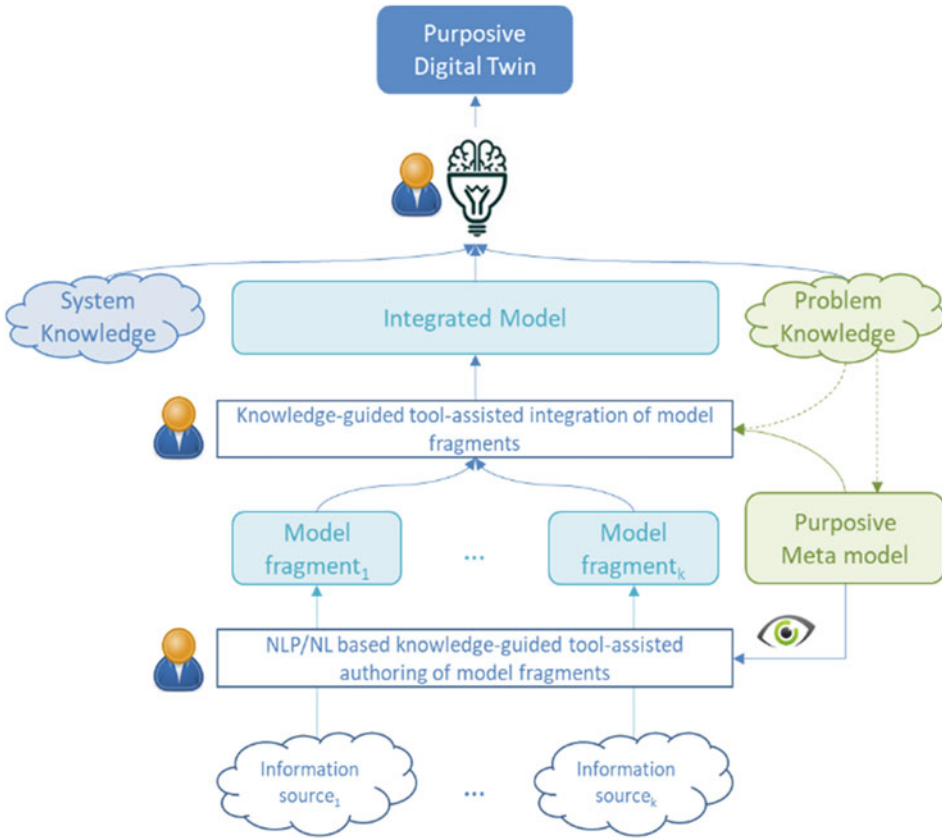 Purposive
Digital Twin
System
Knowledge
Integrated Model
Problem
Knowledge
Knowledge-guided tool-assisted integration of model
fragments
Model
fragment₁
...
Model
fragmentₖ
Purposive
Meta model
NLP/NL based knowledge-guided tool-assisted
authoring of model fragments
Information
source₁
...
Information
sourceₖ